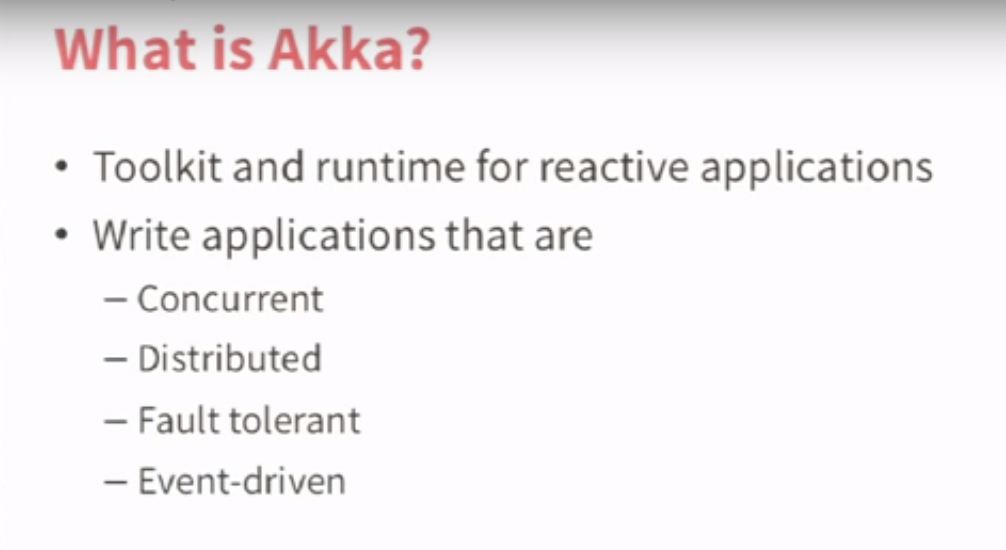 What is Akka?
• Toolkit and runtime for reactive applications
• Write applications that are
– Concurrent
– Distributed
– Fault tolerant
– Event-driven